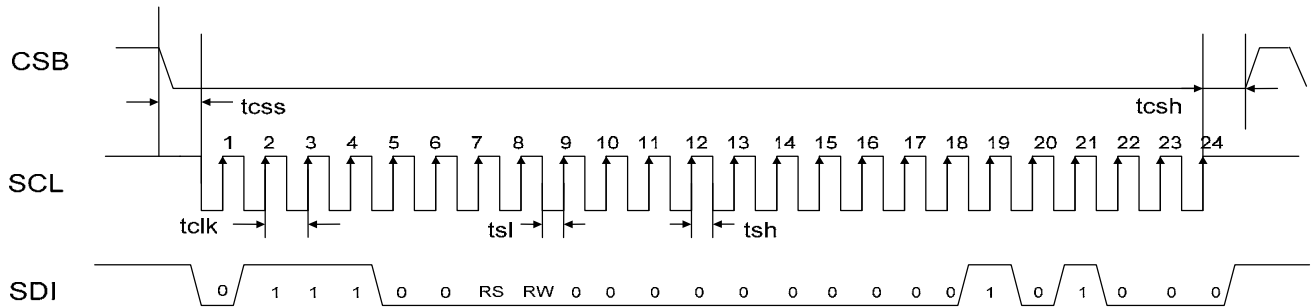 CSB
tcss
tcsh
1 2 3 4 5 6 7 8 9 10 11 12 13 14 15 16 17 18 19 20 21 22 23 24
SCL
tclk
tsl
tsh
SDI
0 1 1 1 0 0 RS RW 0 0 0 0 0 0 0 0 0 0 1 0 1 0 0 0